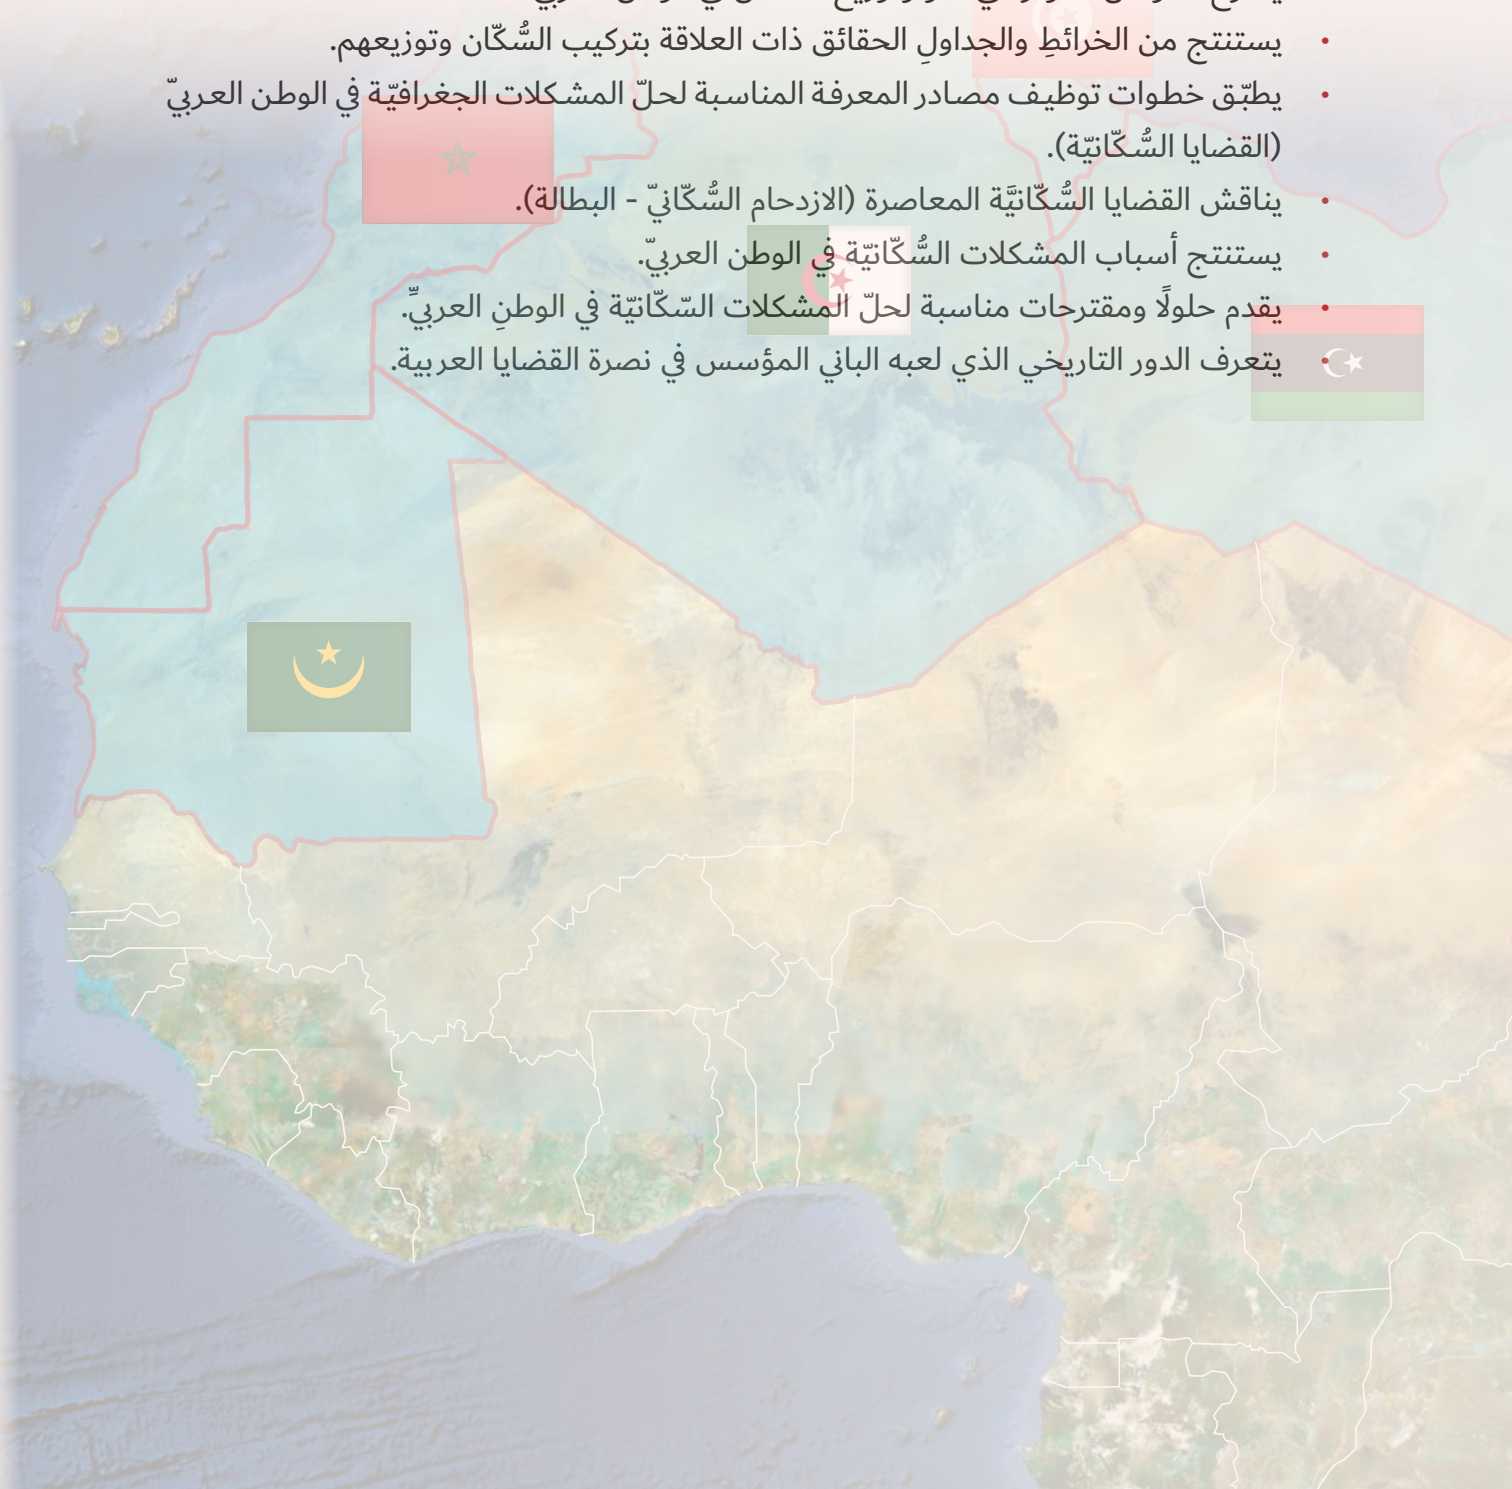 • يستنتج من الخرائطِ والجداولِ الحقائق ذات العلاقة بتركيب السُّكّان وتوزيعهم.
• يطبّق خطوات توظيف مصادر المعرفة المناسبة لحلّ المشكلات الجغرافيّة في الوطن العربيّ
(القضايا السُّكّانيّة).
• يناقش القضايا السُّكّانيَّة المعاصرة (الازدحام السُّكّانيّ - البطالة).
• يستنتج أسباب المشكلات السُّكّانيّة في الوطن العربيّ.
• يقدم حلولًا ومقترحات مناسبة لحلّ المشكلات السّكّانيّة في الوطنِ العربيِّ.
• يتعرف الدور التاريخي الذي لعبه الباني المؤسس في نصرة القضايا العربية.